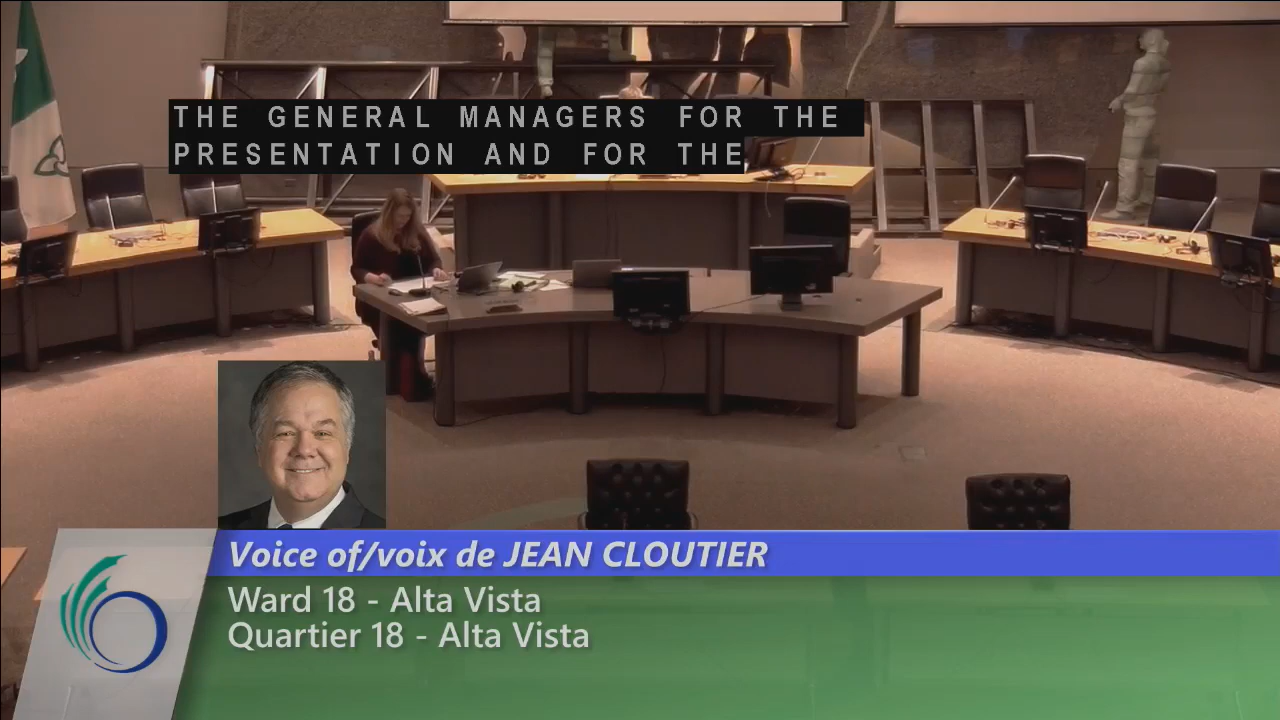 THE GENERAL MANAGERS FOR THE
PRESENTATION AND FOR THE
Voice of/voix de JEAN CLOUTIER
Ward 18 - Alta Vista
Quartier 18 - Alta Vista